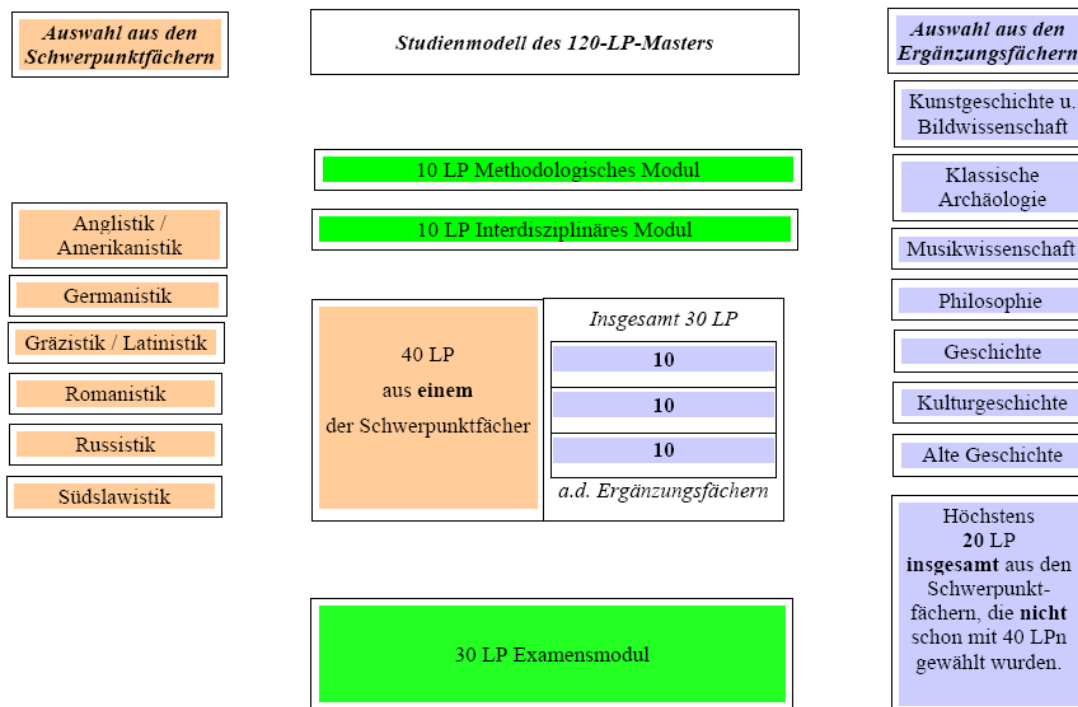 Auswahl aus den
Schwerpunktfächern
Studienmodell des 120-LP-Masters
Auswahl aus den
Ergänzungsfächern
Anglistik /
Amerikanistik
Germanistik
Gräzistik / Latinistik
Romanistik
Russistik
Südslawistik
10 LP Methodologisches Modul
10 LP Interdisziplinäres Modul
40 LP
aus einem
der Schwerpunktfächer
Insgesamt 30 LP
10
10
10
a.d. Ergänzungsfächern
30 LP Examensmodul
Kunstgeschichte u.
Bildwissenschaft
Klassische
Archäologie
Musikwissenschaft
Philosophie
Geschichte
Kulturgeschichte
Alte Geschichte
Höchstens
20 LP
insgesamt aus den
Schwerpunkt-
fächern, die nicht
schon mit 40 LPn
gewählt wurden.